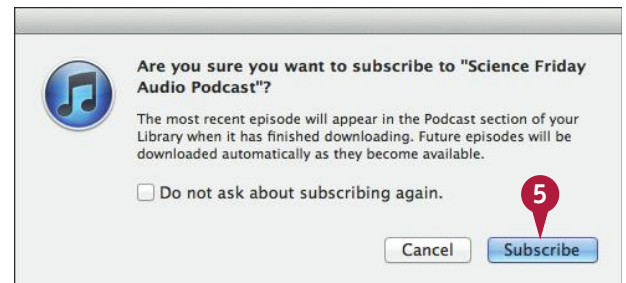 Are you sure you want to subscribe to "Science Friday
Audio Podcast"?
The most recent episode will appear in the Podcast section of your
Library when it has finished downloading. Future episodes will be
downloaded automatically as they become available.
Do not ask about subscribing again.
5
Cancel Subscribe